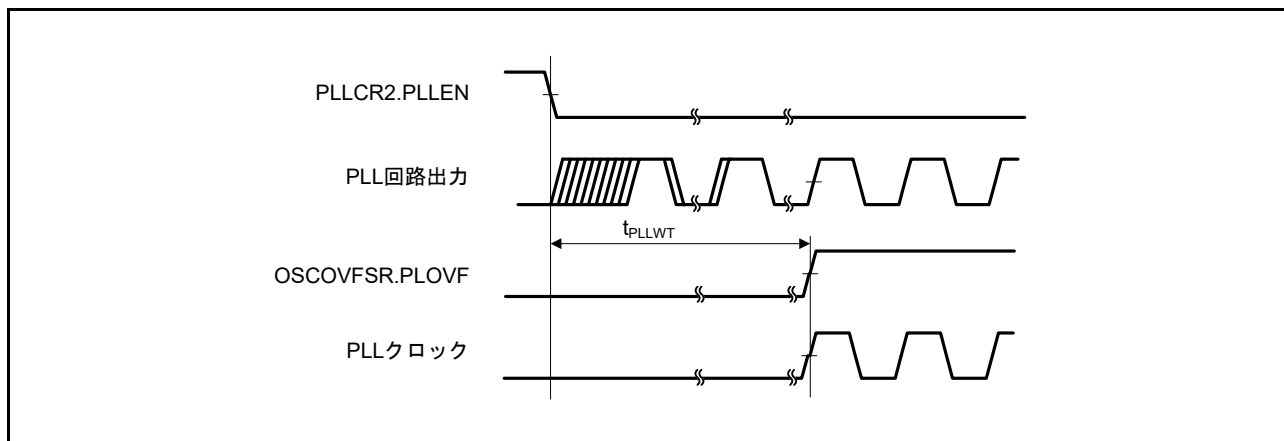 PLLCR2.PLLEN
PLL回路出力
tPLLWT
OSCOVFSR.PLOVF
PLLクロック